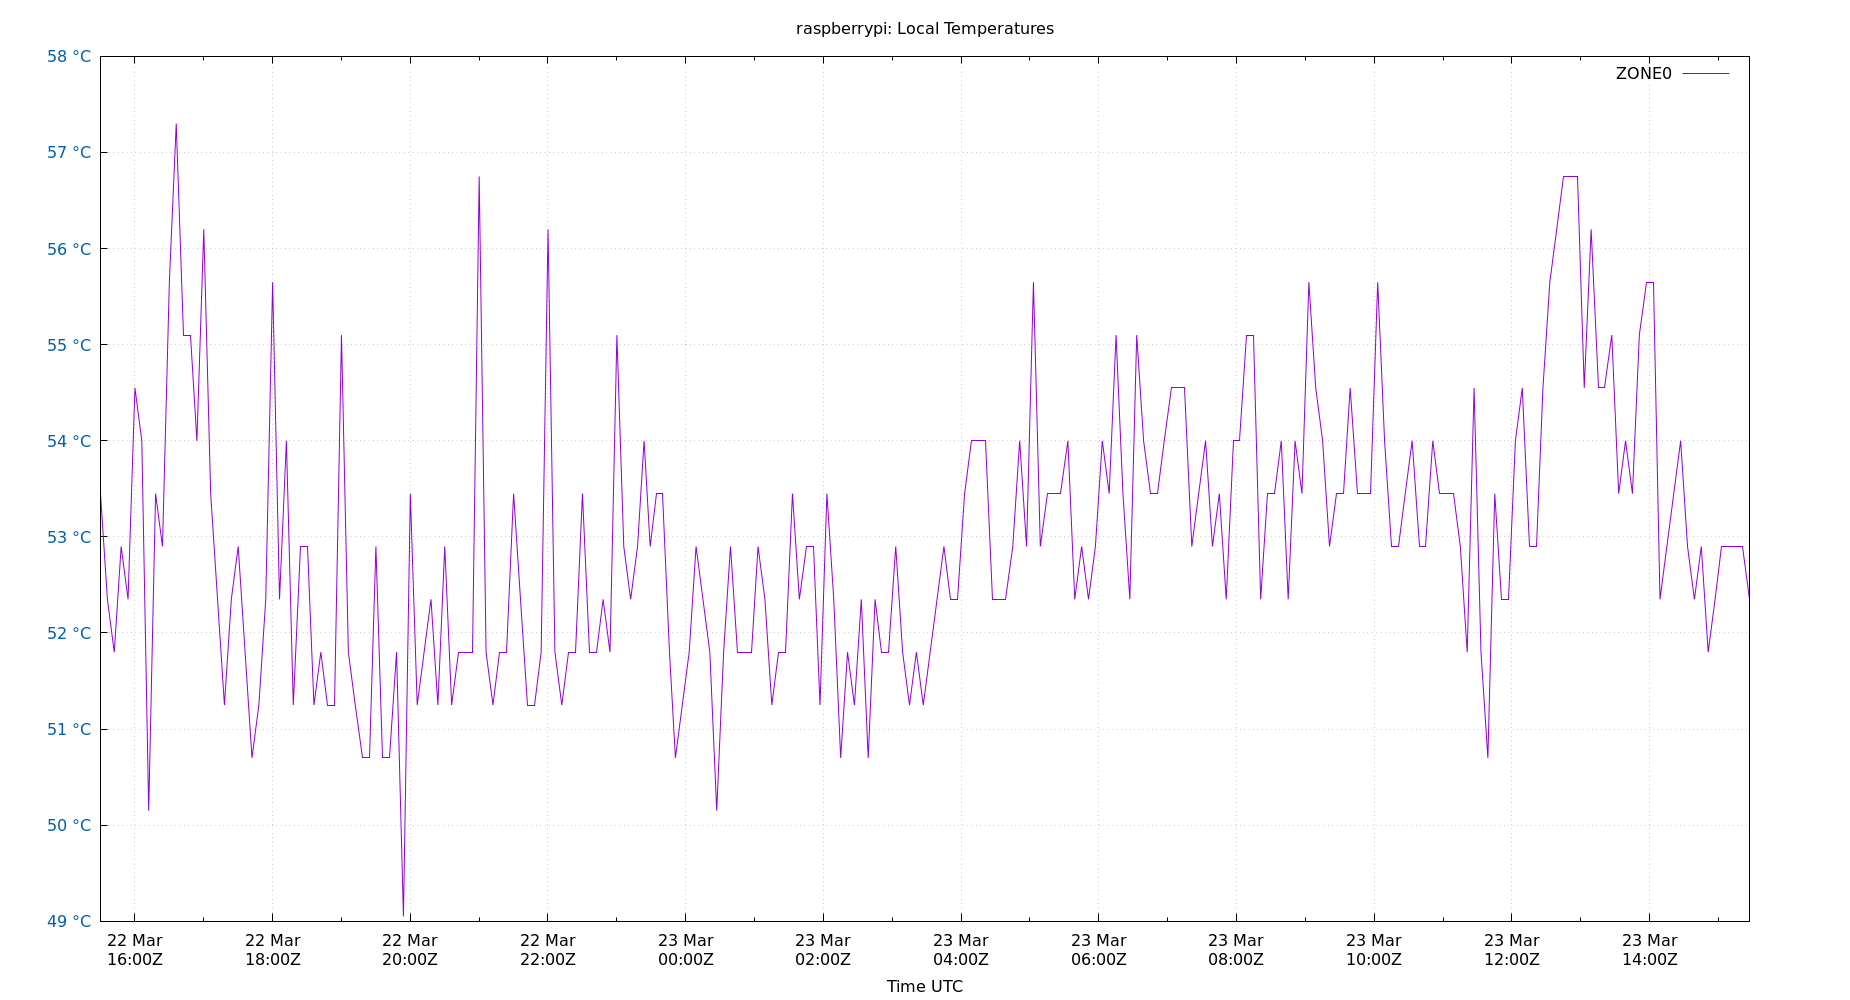 raspberrypi: Local Temperatures
58 °C
ZONE0
57 °C
56 °C
55 °C
54 °C
53 °C
52 °C
51 °C
50 °C
49 °C
22 Mar 22 Mar 22 Mar 22 Mar 23 Mar 23 Mar 23 Mar 23 Mar 23 Mar 23 Mar 23 Mar 23 Mar
16:00Z 18:00Z 20:00Z 22:00Z 00:00Z 02:00Z 04:00Z 06:00Z 08:00Z 10:00Z 12:00Z 14:00Z
Time UTC